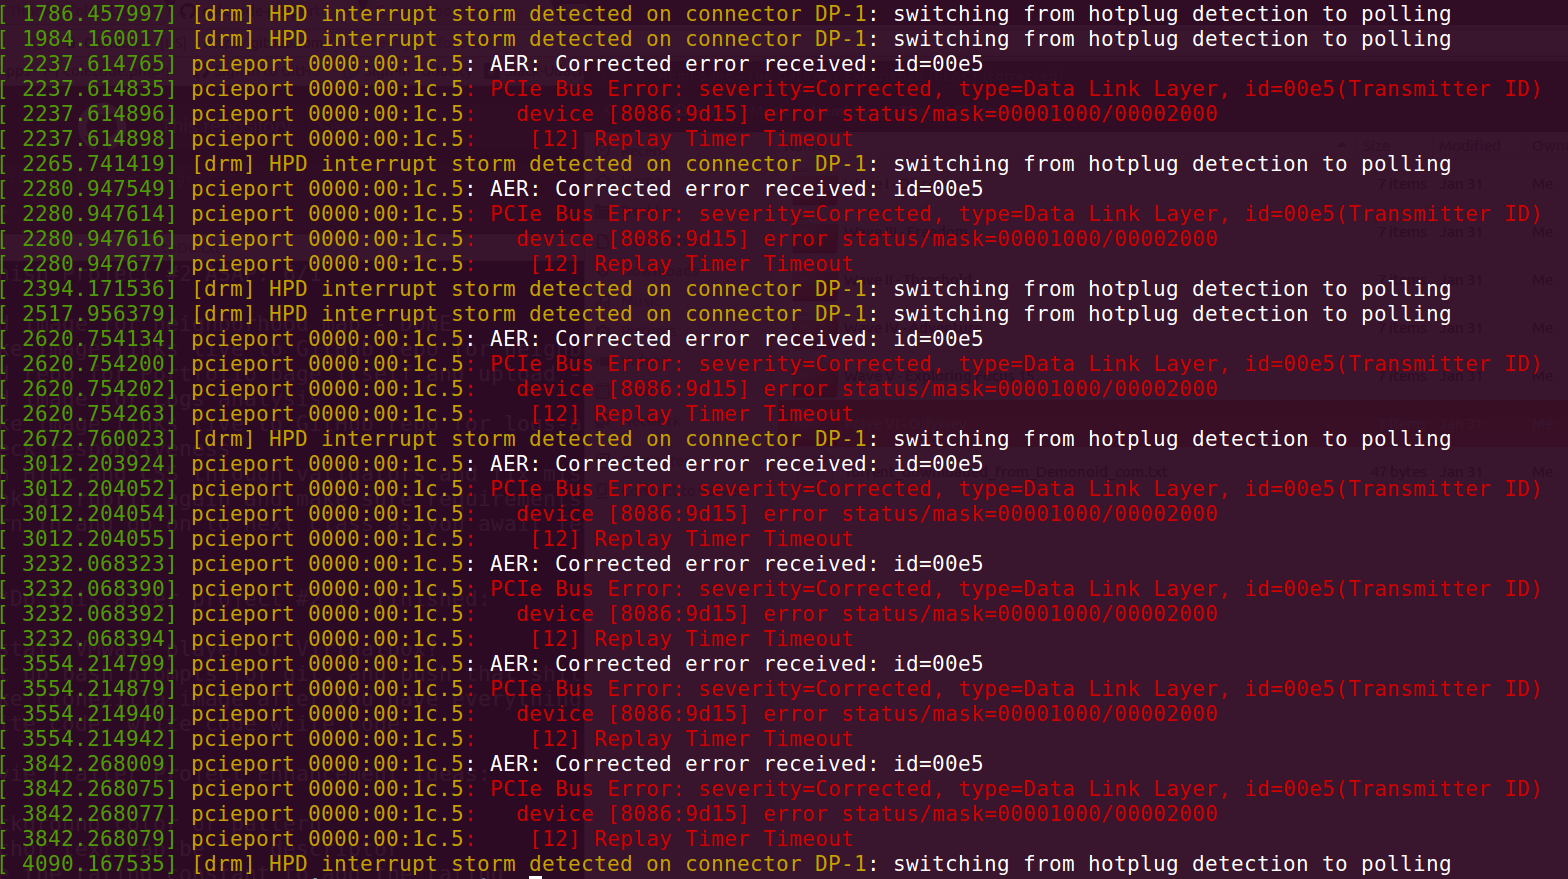 [ 1786.457997] [drm] HPD interrupt storm detected on connector DP-1: switching from hotplug detection to polling
[ 1984.160017] [drm] HPD interrupt storm detected on connector DP-1: switching from hotplug detection to polling
[ 2237.614765] pcieport 0000:00:1c.5: AER: Corrected error received: id=00e5
[ 2237.614835] pcieport 0000:00:1c.5: PCIe Bus Error: severity=Corrected, type=Data Link Layer, id=00e5(Transmitter ID)
[ 2237.614896] pcieport 0000:00:1c.5:   device [8086:9d15] error status/mask=00001000/00002000
[ 2237.614898] pcieport 0000:00:1c.5:    [12] Replay Timer Timeout
[ 2265.741419] [drm] HPD interrupt storm detected on connector DP-1: switching from hotplug detection to polling
[ 2280.947549] pcieport 0000:00:1c.5: AER: Corrected error received: id=00e5
[ 2280.947614] pcieport 0000:00:1c.5: PCIe Bus Error: severity=Corrected, type=Data Link Layer, id=00e5(Transmitter ID)
[ 2280.947616] pcieport 0000:00:1c.5:   device [8086:9d15] error status/mask=00001000/00002000
[ 2280.947677] pcieport 0000:00:1c.5:    [12] Replay Timer Timeout
[ 2394.171536] [drm] HPD interrupt storm detected on connector DP-1: switching from hotplug detection to polling
[ 2517.956379] [drm] HPD interrupt storm detected on connector DP-1: switching from hotplug detection to polling
[ 2620.754134] pcieport 0000:00:1c.5: AER: Corrected error received: id=00e5
[ 2620.754200] pcieport 0000:00:1c.5: PCIe Bus Error: severity=Corrected, type=Data Link Layer, id=00e5(Transmitter ID)
[ 2620.754202] pcieport 0000:00:1c.5:   device [8086:9d15] error status/mask=00001000/00002000
[ 2620.754263] pcieport 0000:00:1c.5:    [12] Replay Timer Timeout
[ 2672.760023] [drm] HPD interrupt storm detected on connector DP-1: switching from hotplug detection to polling
[ 3012.203924] pcieport 0000:00:1c.5: AER: Corrected error received: id=00e5
[ 3012.204052] pcieport 0000:00:1c.5: PCIe Bus Error: severity=Corrected, type=Data Link Layer, id=00e5(Transmitter ID)
[ 3012.204054] pcieport 0000:00:1c.5:   device [8086:9d15] error status/mask=00001000/00002000
[ 3012.204055] pcieport 0000:00:1c.5:    [12] Replay Timer Timeout
[ 3232.068323] pcieport 0000:00:1c.5: AER: Corrected error received: id=00e5
[ 3232.068390] pcieport 0000:00:1c.5: PCIe Bus Error: severity=Corrected, type=Data Link Layer, id=00e5(Transmitter ID)
[ 3232.068392] pcieport 0000:00:1c.5:   device [8086:9d15] error status/mask=00001000/00002000
[ 3232.068394] pcieport 0000:00:1c.5:    [12] Replay Timer Timeout
[ 3554.214799] pcieport 0000:00:1c.5: AER: Corrected error received: id=00e5
[ 3554.214879] pcieport 0000:00:1c.5: PCIe Bus Error: severity=Corrected, type=Data Link Layer, id=00e5(Transmitter ID)
[ 3554.214940] pcieport 0000:00:1c.5:   device [8086:9d15] error status/mask=00001000/00002000
[ 3554.214942] pcieport 0000:00:1c.5:    [12] Replay Timer Timeout
[ 3842.268009] pcieport 0000:00:1c.5: AER: Corrected error received: id=00e5
[ 3842.268075] pcieport 0000:00:1c.5: PCIe Bus Error: severity=Corrected, type=Data Link Layer, id=00e5(Transmitter ID)
[ 3842.268077] pcieport 0000:00:1c.5:   device [8086:9d15] error status/mask=00001000/00002000
[ 3842.268079] pcieport 0000:00:1c.5:    [12] Replay Timer Timeout
[ 4090.167535] [drm] HPD interrupt storm detected on connector DP-1: switching from hotplug detection to polling